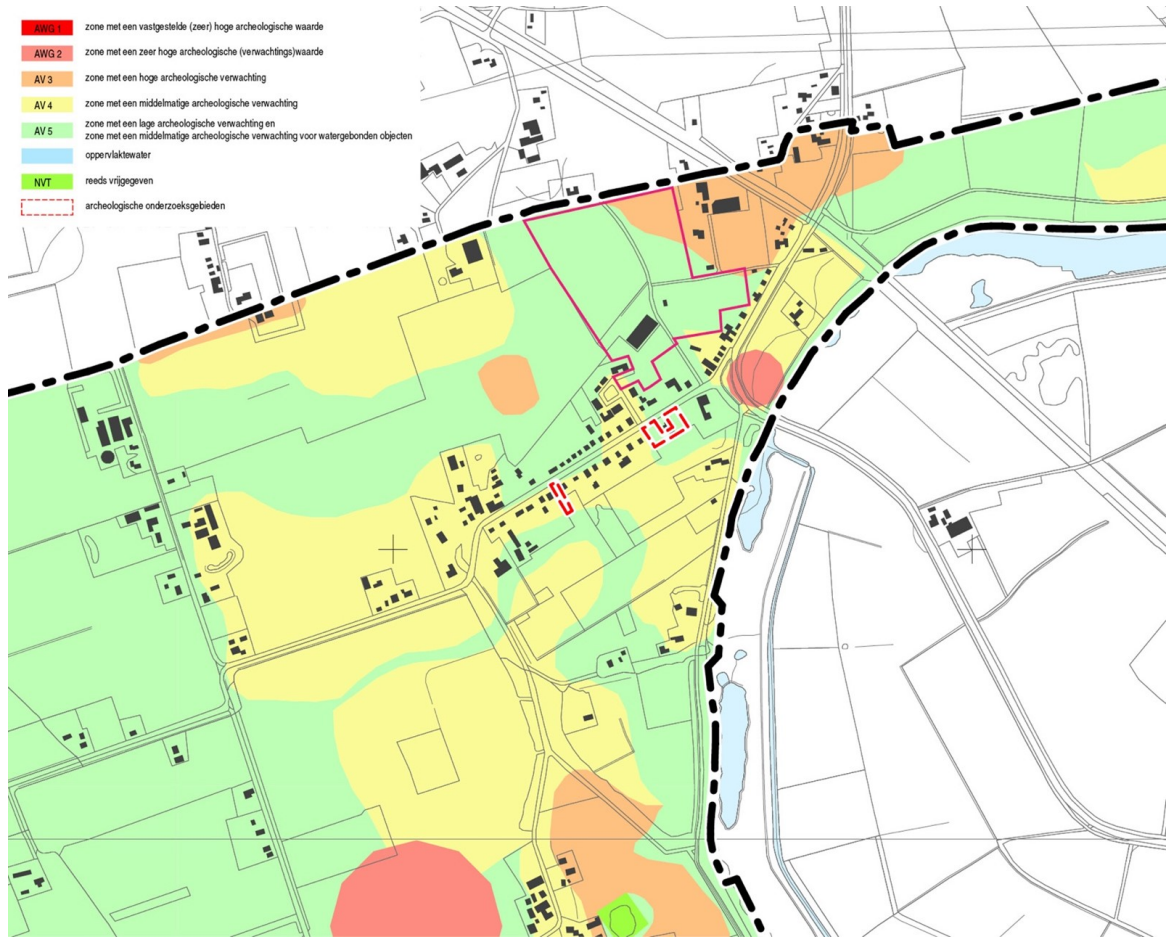 AWG 1 zone met een vastgestelde (zeer) hoge archeologische waarde
AWG 2 zone met een zeer hoge archeologische (verwachtings)waarde
AV 3 zone met een hoge archeologische verwachting
AV 4 zone met een middelmatige archeologische verwachting
AV 5 zone met een lage archeologische verwachting en
zone met een middelmatige archeologische verwachting voor watergebonden objecten
oppervlaktewater
NVT reeds vrijgegeven
archeologische onderzoeksgebieden